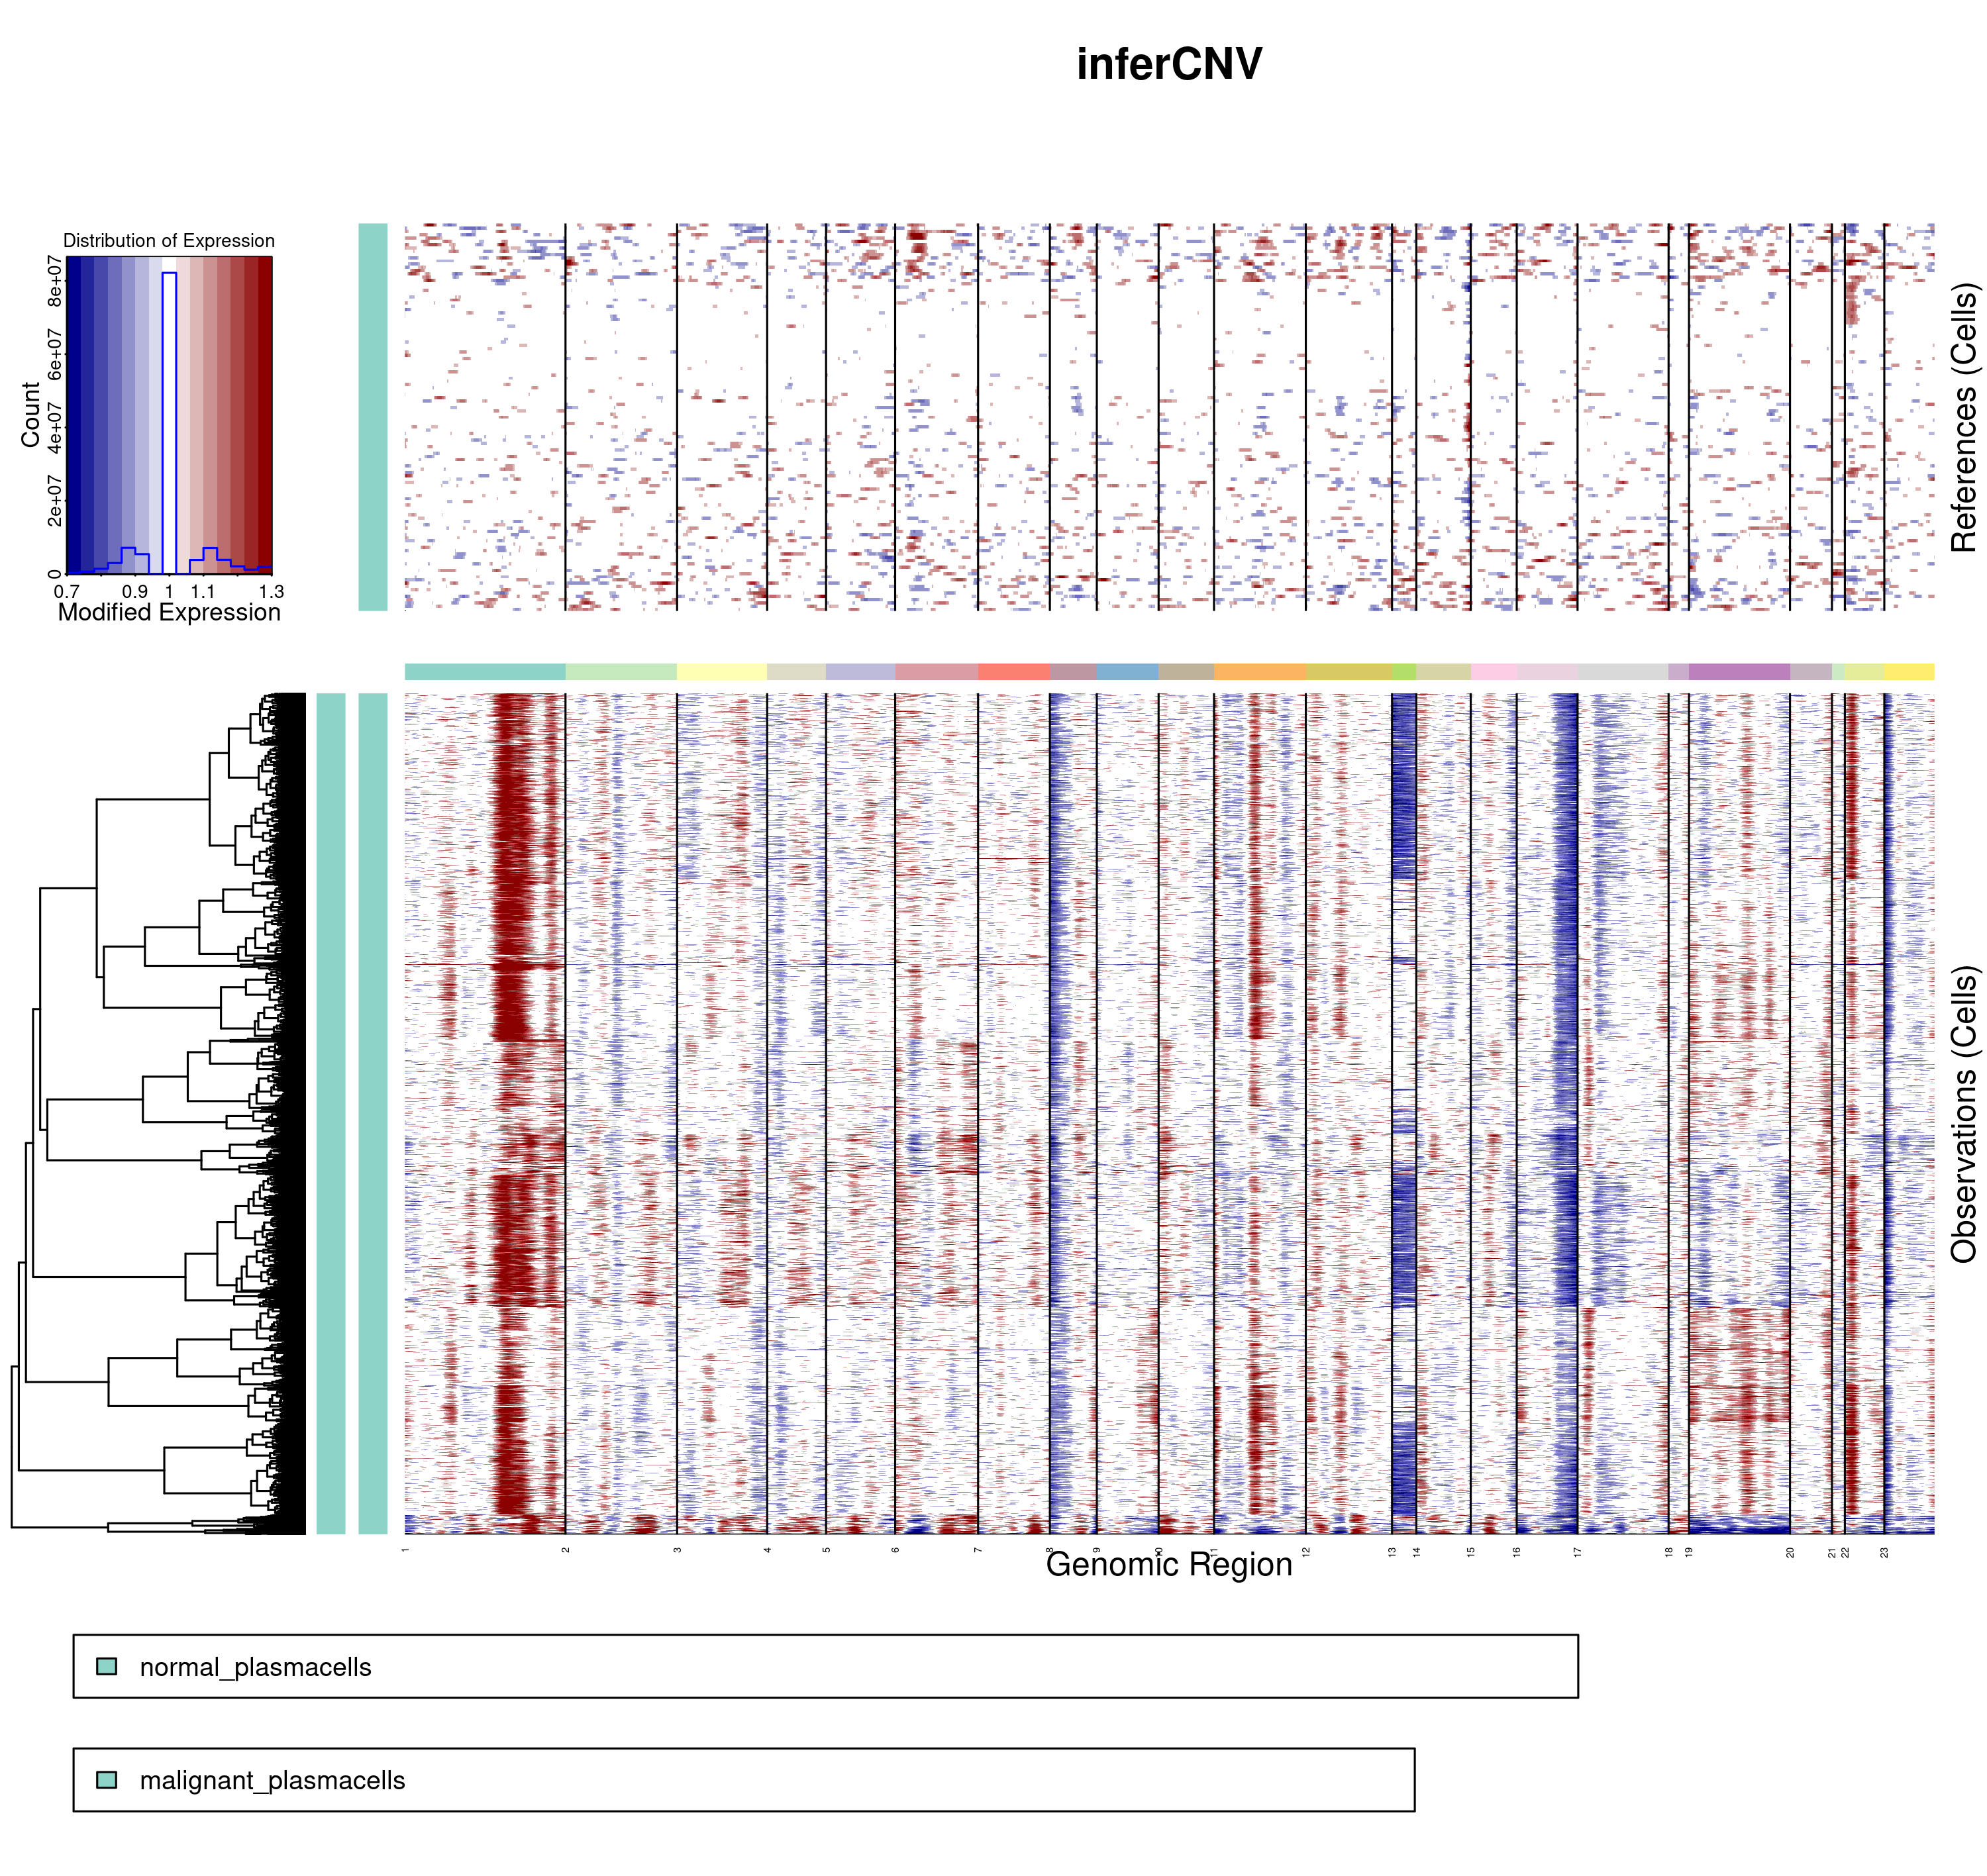 inferCNV
Distribution of Expression
Count
0 2e+07 4e+07 6e+07 8e+07
0.7 0.9 1 1.1 1.3
Modified Expression
References (Cells)
Observations (Cells)
1 2 3 4 5 6 7 8 9 10 11 12 13 14 15 16 17 18 19 20 21 22 23
Genomic Region
normal_plasmacells
malignant_plasmacells